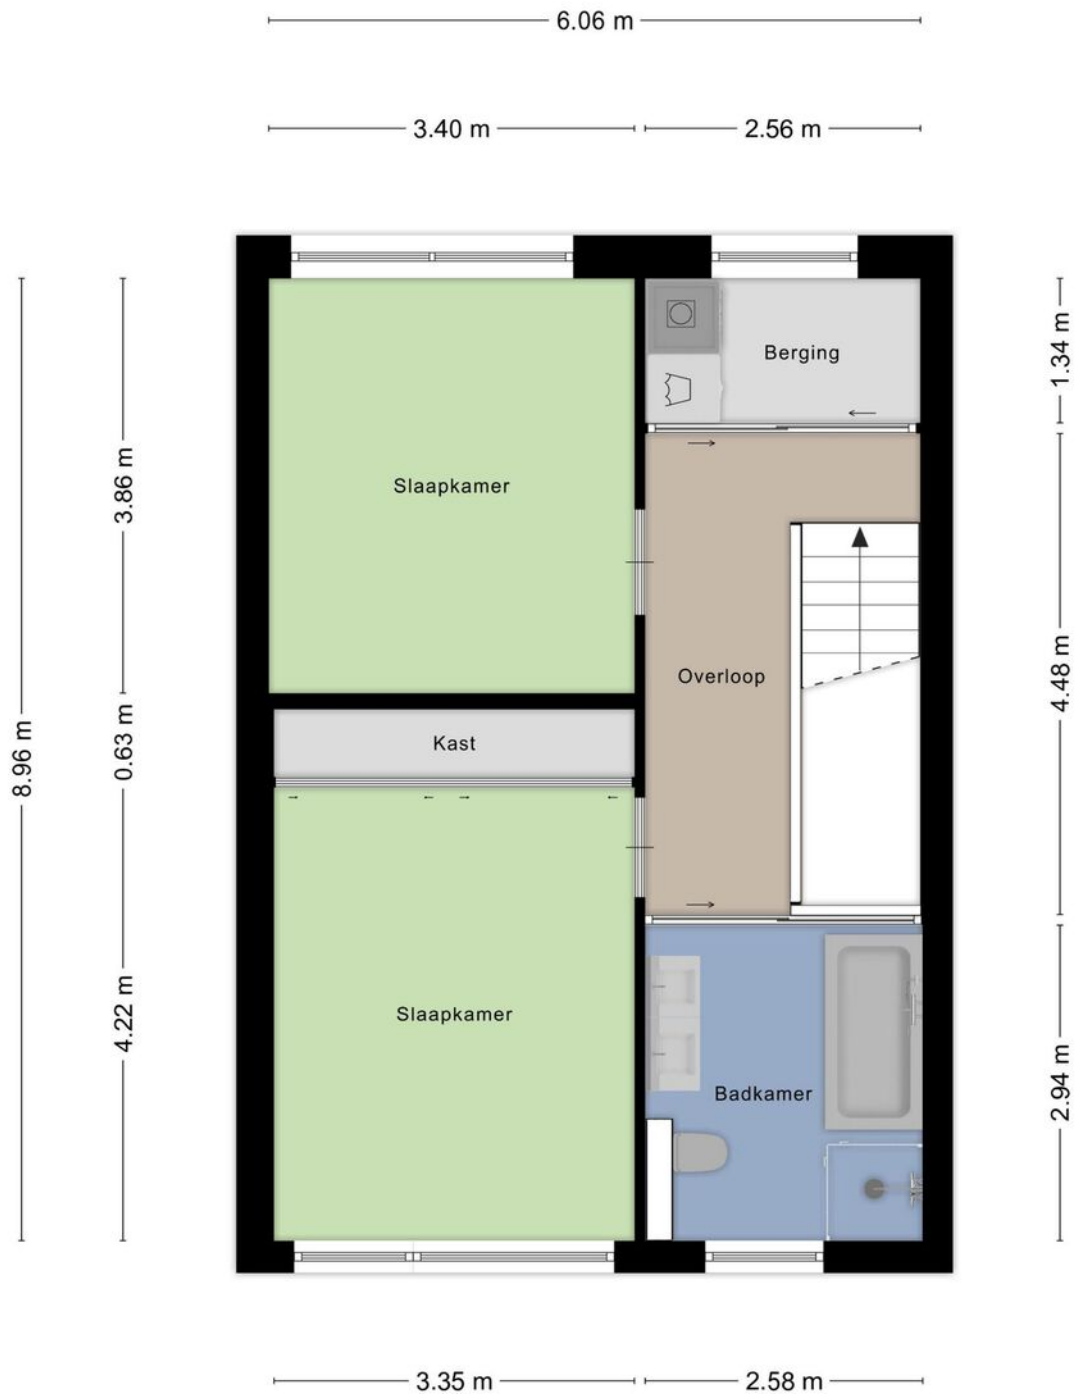 6.06 m
3.40 m
2.56 m
1.34 m
Berging
3.86 m
Slaapkamer
Overloop
4.48 m
8.96 m
0.63 m
Kast
4.22 m
Slaapkamer
2.94 m
Badkamer
3.35 m
2.58 m